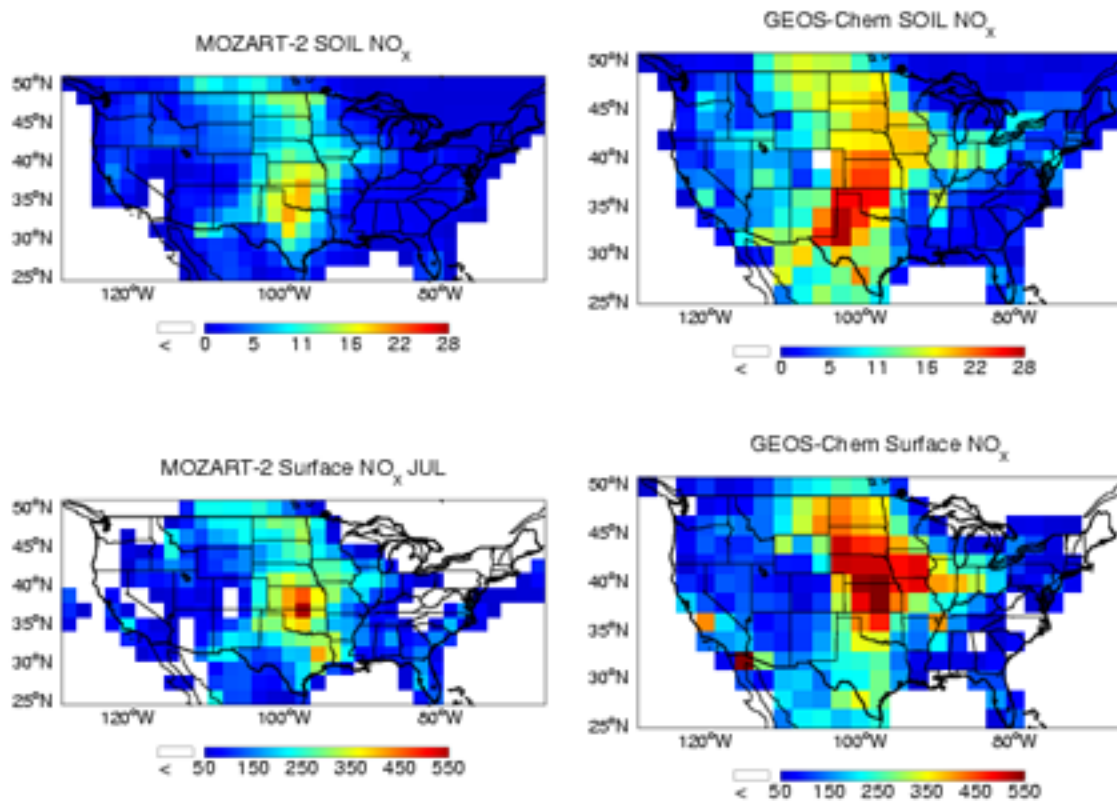 MOZART-2 SOIL NOx
50°N
45°N
40°N
35°N
30°N
25°N
120°W 100°W 80°W
< 0 5 11 16 22 28
GEOS-Chem SOIL NOx
50°N
45°N
40°N
35°N
30°N
25°N
120°W 100°W 80°W
< 0 5 11 16 22 28
MOZART-2 Surface NOx JUL
50°N
45°N
40°N
35°N
30°N
25°N
120°W 100°W 80°W
< 50 150 250 350 450 550
GEOS-Chem Surface NOx
50°N
45°N
40°N
35°N
30°N
25°N
120°W 100°W 80°W
< 50 150 250 350 450 550